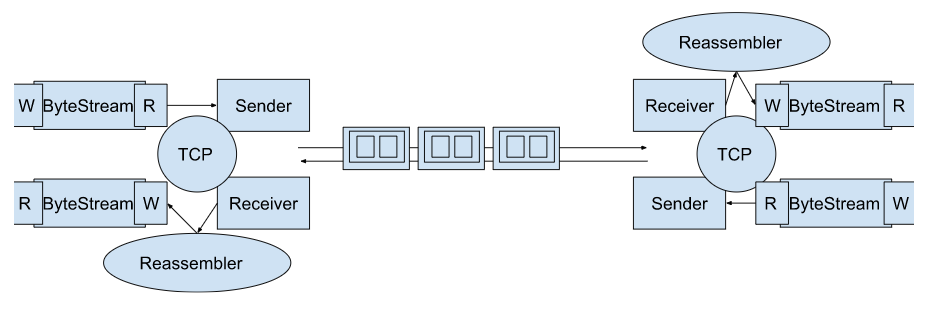 Reassembler
W ByteStream R
Sender
Receiver
W ByteStream R
TCP
TCP
R ByteStream W
Receiver
Sender
R ByteStream W
Reassembler